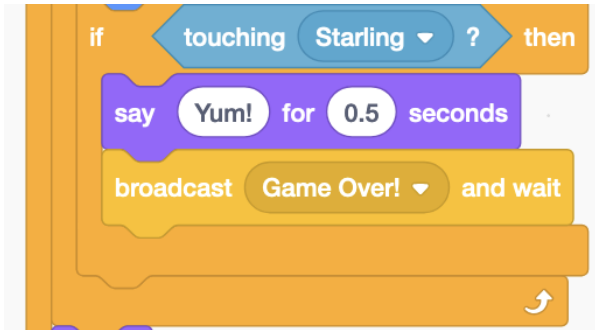 if touching Starling ? then
say Yum! for 0.5 seconds
broadcast Game Over! and wait